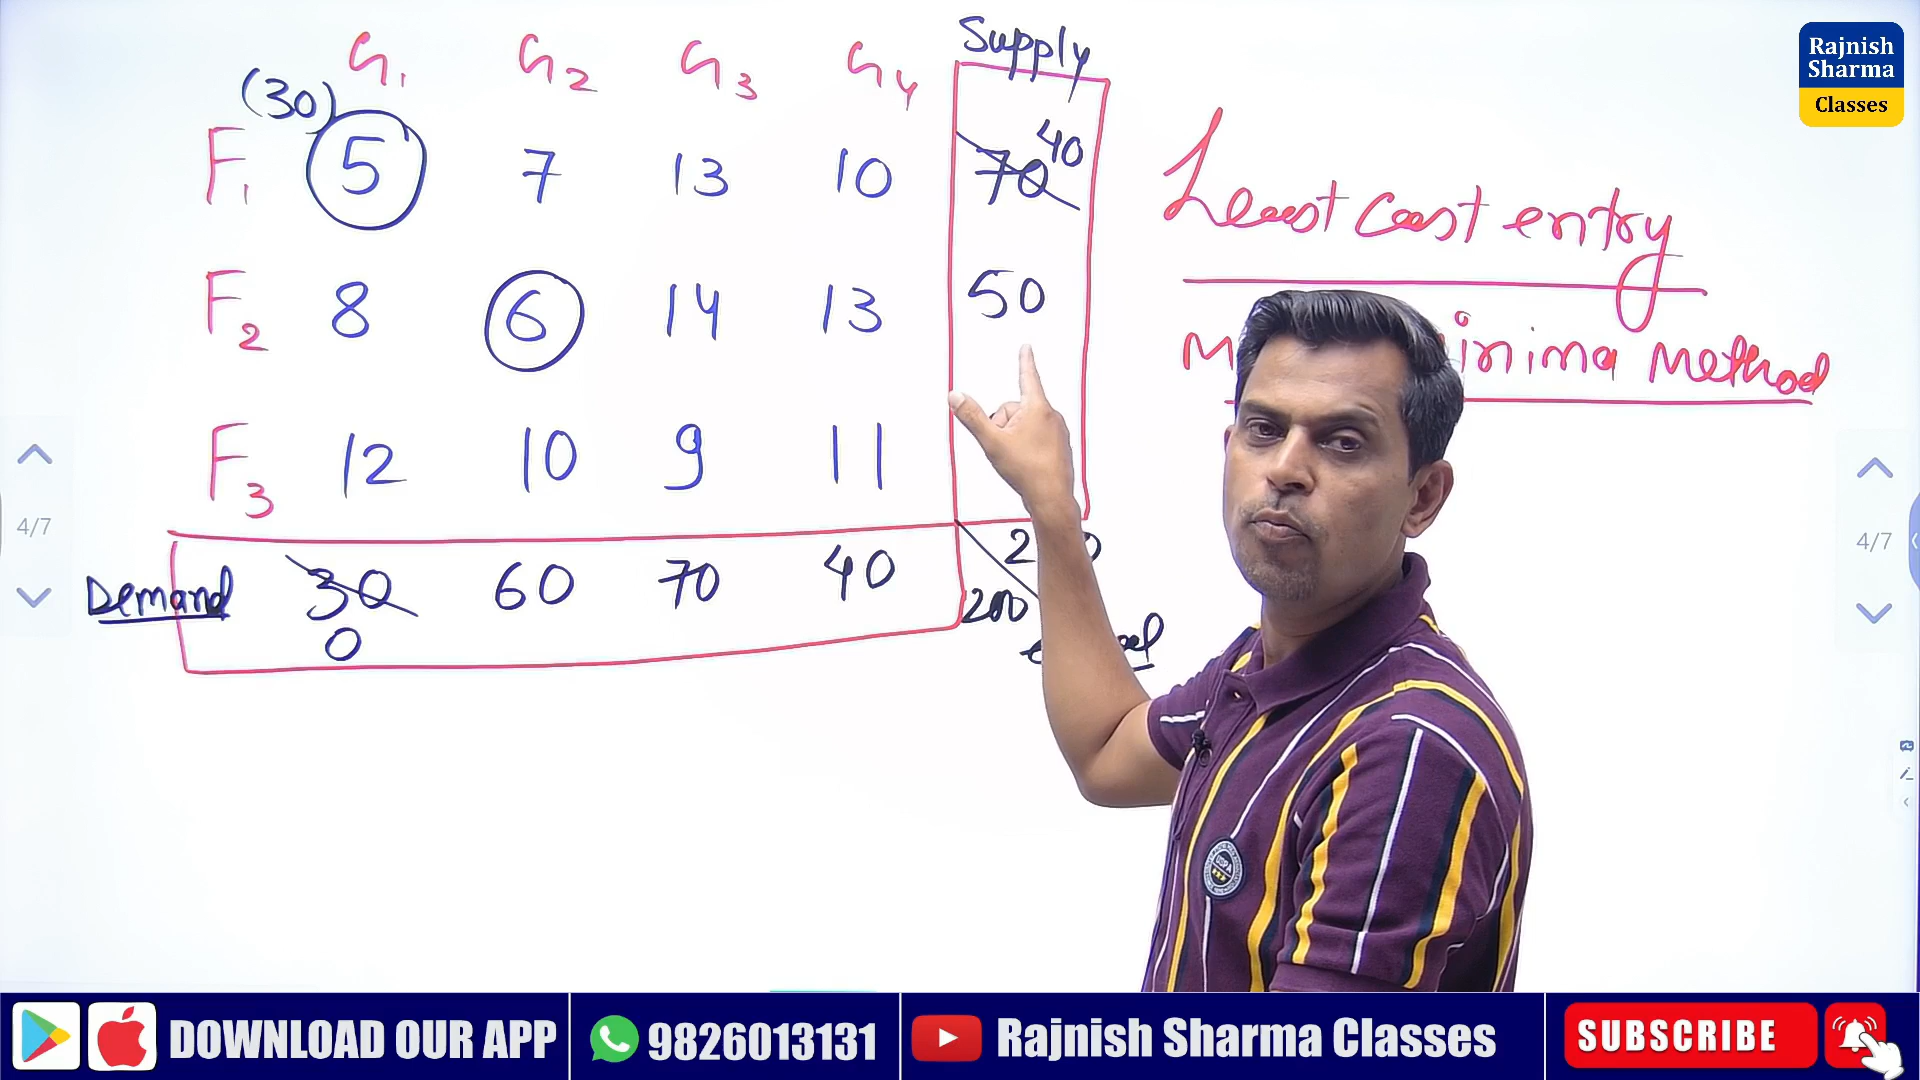 G1 G2 G3 G4 Supply
(30)
F1 5 7 13 10 70 40
F2 8 6 14 13 50
F3 12 10 9 11
Demand 30 60 70 40
0
200
Least cost entry
Method
Rajnish
Sharma
Classes
4/7
4/7
DOWNLOAD OUR APP 9826013131 Rajnish Sharma Classes SUBSCRIBE